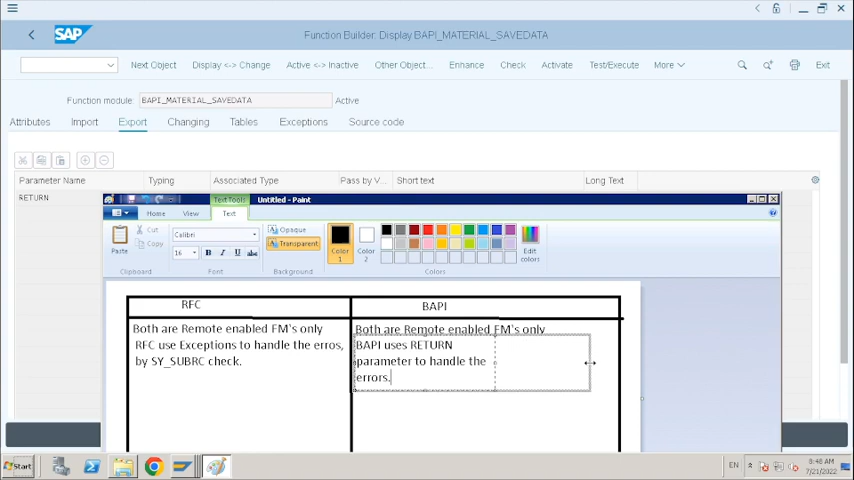 SAP
Function Builder: Display BAPI_MATERIAL_SAVEDATA
Next Object Display <-> Change Active <-> Inactive Other Object... Enhance Check Activate Test/Execute More Exit
Function module: BAPI_MATERIAL_SAVEDATA Active
Attributes Import Export Changing Tables Exceptions Source code
Parameter Name Typing Associated Type Pass by V... Short text Long Text
RETURN
Text Tools Untitled - Paint
Home View Text
Cut
Copy
Paste
Clipboard
Calibri
16 B I U abc
Font
Opaque
Transparent
Background
Color 1
Color 2
Edit colors
Colors
RFC BAPI
Both are Remote enabled FM's only
RFC use Exceptions to handle the erros,
by SY_SUBRC check.
Both are Remote enabled FM's only
BAPI uses RETURN
parameter to handle the
errors.
Start EN
8:48 AM
7/21/2022